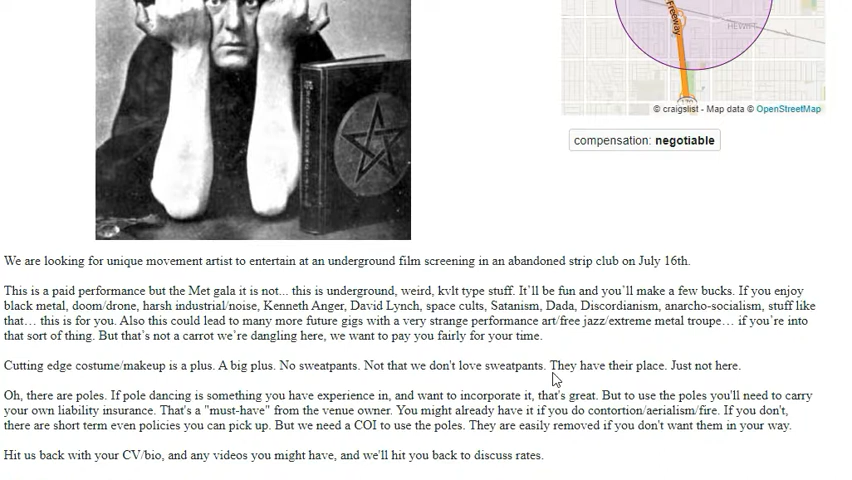 Freeway
HEWITT
© craigslist - Map data © OpenStreetMap
compensation: negotiable
We are looking for unique movement artist to entertain at an underground film screening in an abandoned strip club on July 16th.
This is a paid performance but the Met gala it is not... this is underground, weird, kvlt type stuff. It'll be fun and you'll make a few bucks. If you enjoy
black metal, doom/drone, harsh industrial/noise, Kenneth Anger, David Lynch, space cults, Satanism, Dada, Discordianism, anarcho-socialism, stuff like
that… this is for you. Also this could lead to many more future gigs with a very strange performance art/free jazz/extreme metal troupe… if you're into
that sort of thing. But that's not a carrot we're dangling here, we want to pay you fairly for your time.
Cutting edge costume/makeup is a plus. A big plus. No sweatpants. Not that we don't love sweatpants. They have their place. Just not here.
Oh, there are poles. If pole dancing is something you have experience in, and want to incorporate it, that's great. But to use the poles you'll need to carry
your own liability insurance. That's a "must-have" from the venue owner. You might already have it if you do contortion/aerialism/fire. If you don't,
there are short term even policies you can pick up. But we need a COI to use the poles. They are easily removed if you don't want them in your way.
Hit us back with your CV/bio, and any videos you might have, and we'll hit you back to discuss rates.